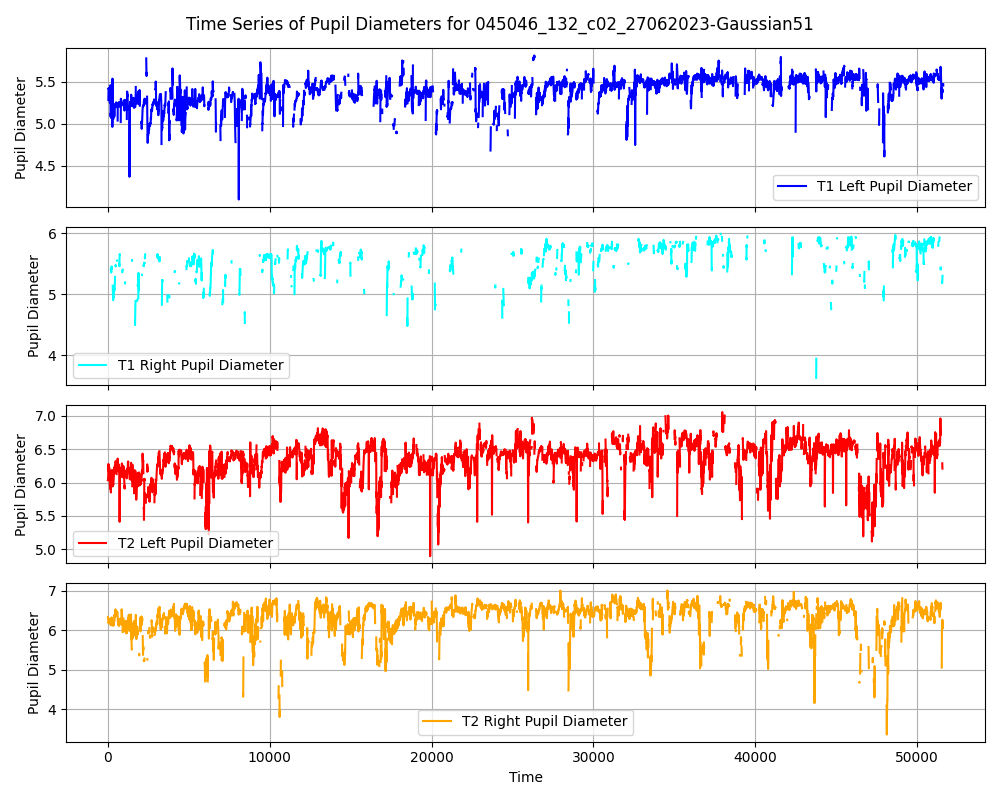 Time Series of Pupil Diameters for 045046_132_c02_27062023-Gaussian51
Pupil Diameter
5.5
5.0
4.5
T1 Left Pupil Diameter
Pupil Diameter
6
5
4
T1 Right Pupil Diameter
Pupil Diameter
7.0
6.5
6.0
5.5
5.0
T2 Left Pupil Diameter
Pupil Diameter
7
6
5
4
T2 Right Pupil Diameter
0 10000 20000 30000 40000 50000
Time